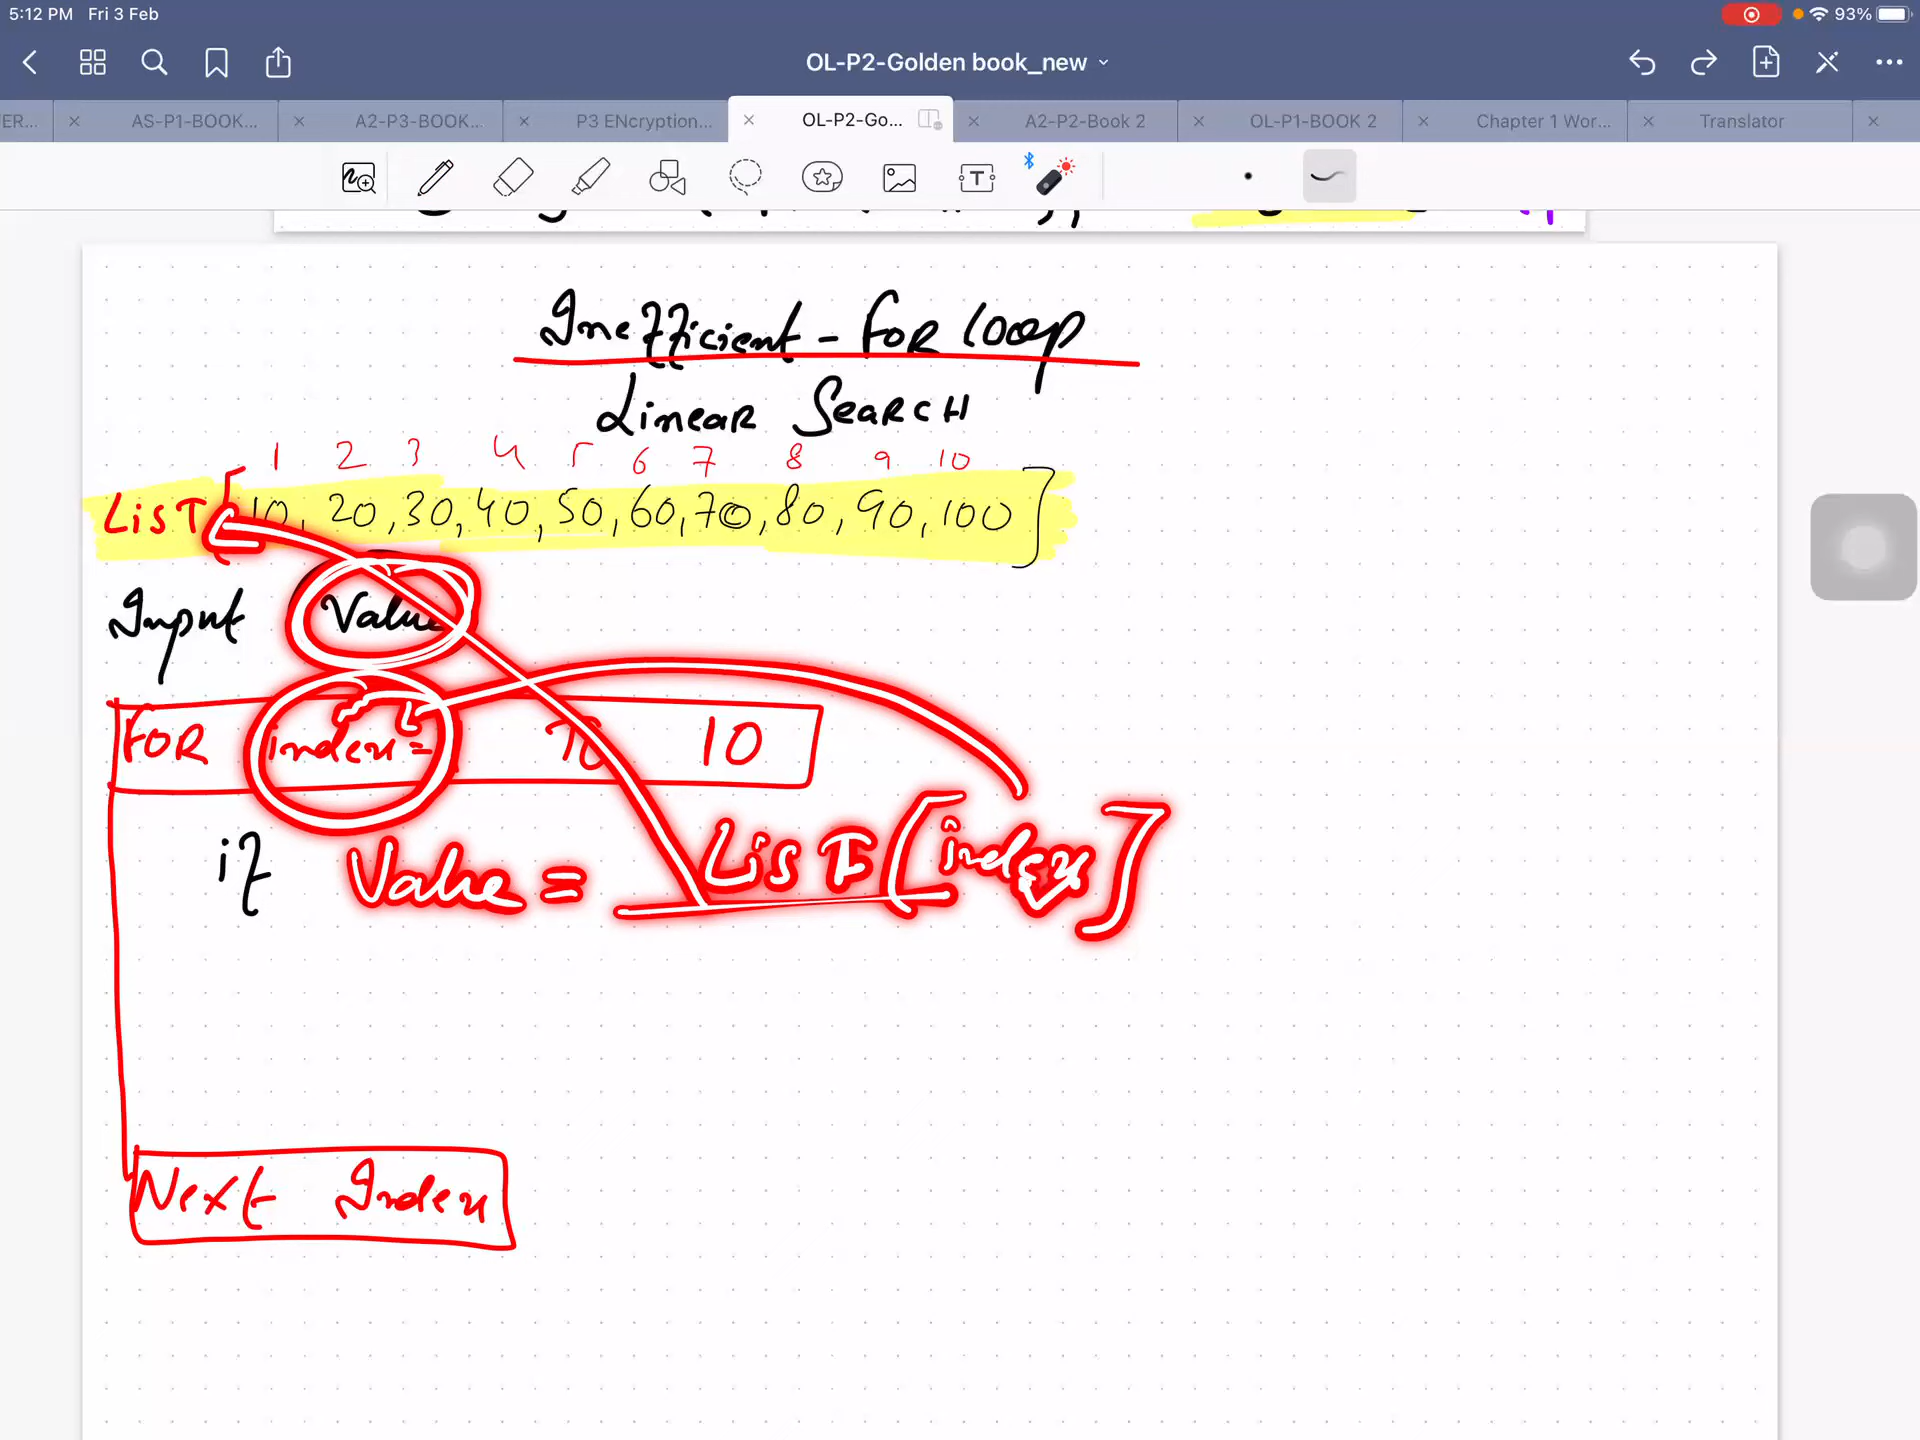 5:12 PM Fri 3 Feb 93%
OL-P2-Golden book_new
ER... AS-P1-BOOK... A2-P3-BOOK... P3 ENcryption... OL-P2-Go... A2-P2-Book 2 OL-P1-BOOK 2 Chapter 1 Wor... Translator
Inefficient - FOR loop
Linear Search
1 2 3 4 5 6 7 8 9 10
LisT [10, 20, 30, 40, 50, 60, 70, 80, 90, 100]
Input Value
FOR index = To 10
if Value = LisT [index]
Next Index